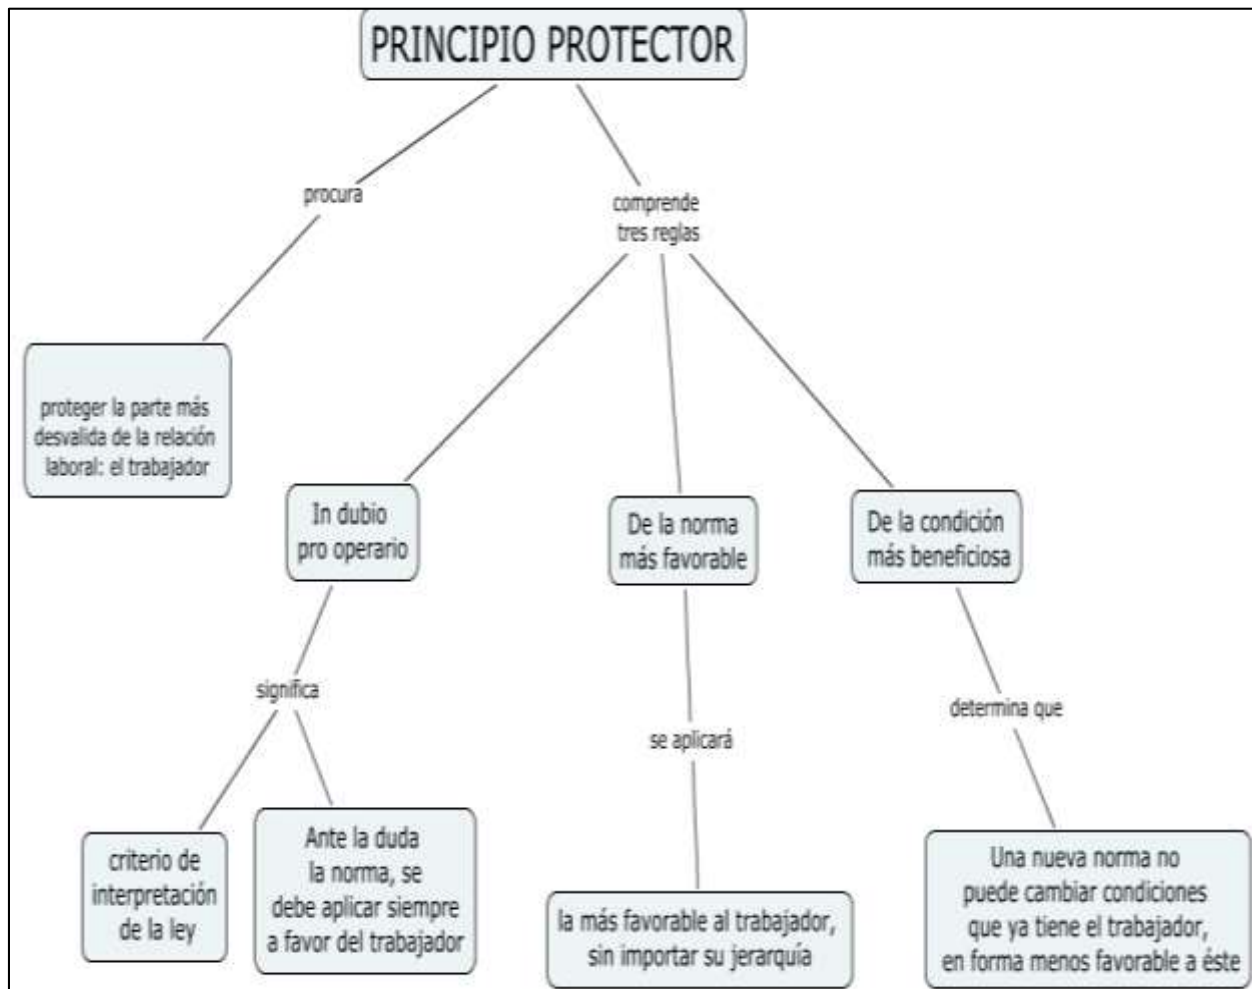 PRINCIPIO PROTECTOR
procura
comprende
tres reglas
proteger la parte más
desvalida de la relación
laboral: el trabajador
In dubio
pro operario
De la norma
más favorable
De la condición
más beneficiosa
significa
se aplicará
determina que
criterio de
interpretación
de la ley
Ante la duda
la norma, se
debe aplicar siempre
a favor del trabajador
la más favorable al trabajador,
sin importar su jerarquía
Una nueva norma no
puede cambiar condiciones
que ya tiene el trabajador,
en forma menos favorable a éste